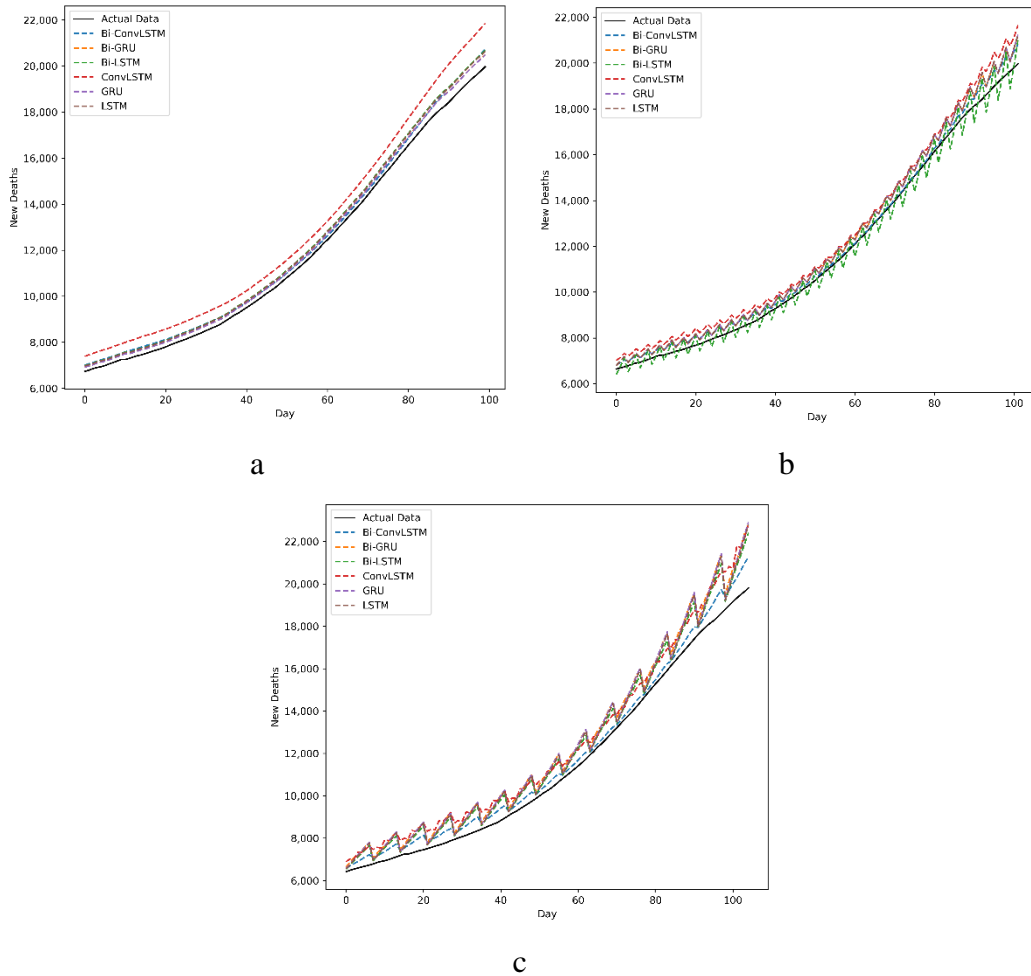 22,000
20,000
18,000
16,000
14,000
12,000
10,000
8,000
6,000
New Deaths
Actual Data
Bi-ConvLSTM
Bi-GRU
Bi-LSTM
ConvLSTM
GRU
LSTM
0 20 40 60 80 100
Day
a
22,000
20,000
18,000
16,000
14,000
12,000
10,000
8,000
6,000
New Deaths
Actual Data
Bi-ConvLSTM
Bi-GRU
Bi-LSTM
ConvLSTM
GRU
LSTM
0 20 40 60 80 100
Day
b
22,000
20,000
18,000
16,000
14,000
12,000
10,000
8,000
6,000
New Deaths
Actual Data
Bi-ConvLSTM
Bi-GRU
Bi-LSTM
ConvLSTM
GRU
LSTM
0 20 40 60 80 100
Day
c